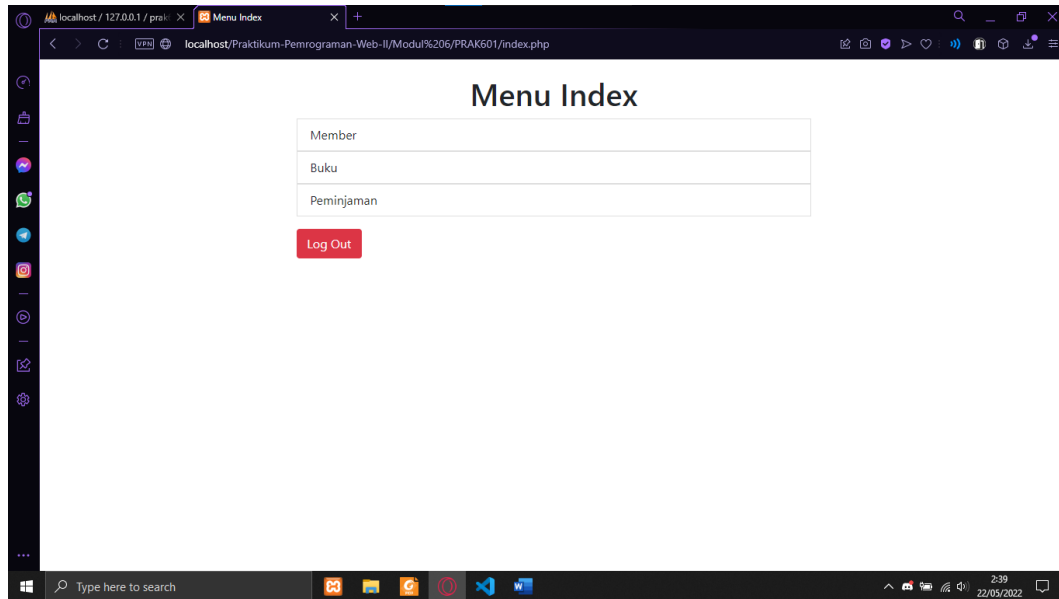 localhost / 127.0.0.1 / prak
Menu Index
VPN
localhost/Praktikum-Pemrograman-Web-II/Modul%206/PRAK601/index.php
Menu Index
Member
Buku
Peminjaman
Log Out
Type here to search
2:39
22/05/2022